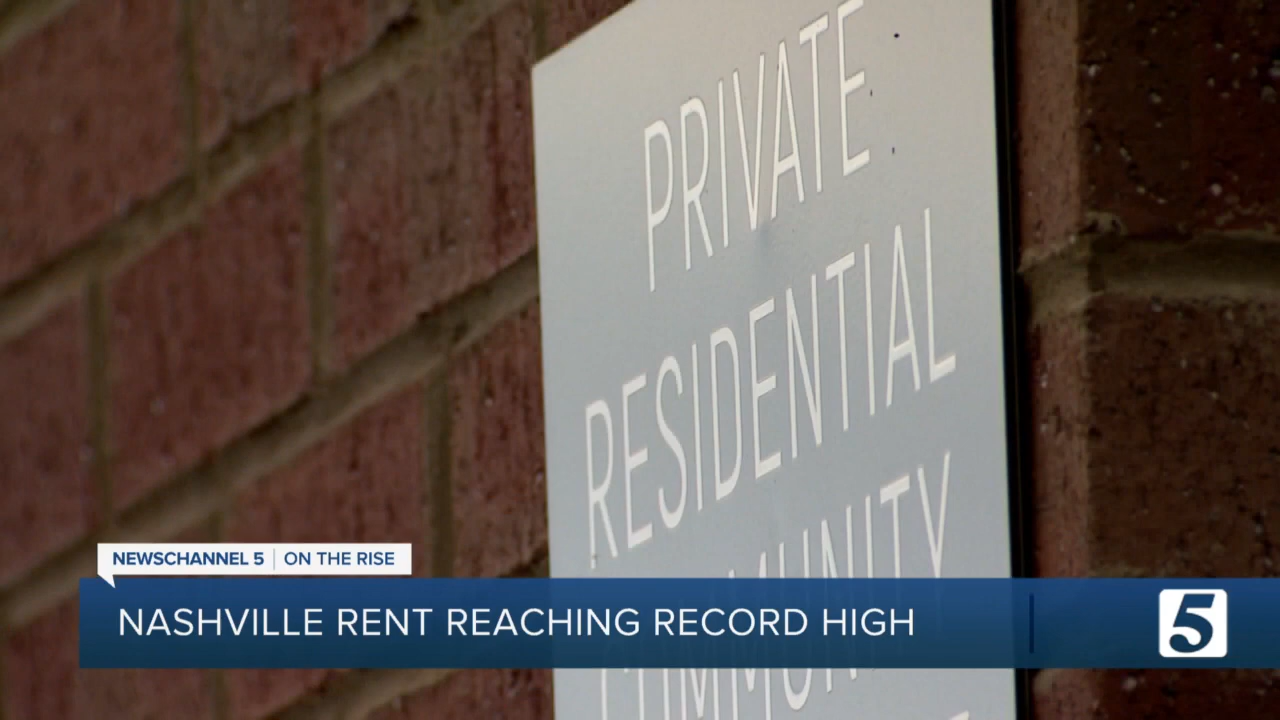 PRIVATE
RESIDENTIAL
NEWSCHANNEL 5 | ON THE RISE
NASHVILLE RENT REACHING RECORD HIGH
5